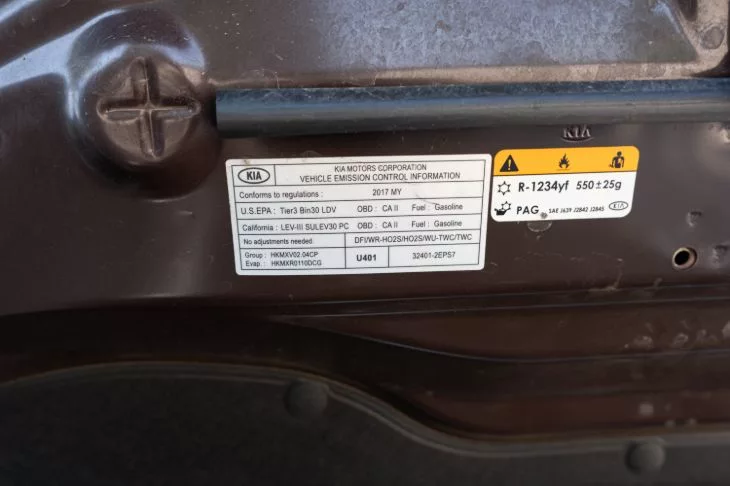 KIA
KIA
KIA MOTORS CORPORATION
VEHICLE EMISSION CONTROL INFORMATION
Conforms to regulations : 2017 MY
U.S.EPA : Tier3 Bin30 LDV OBD : CA II Fuel : Gasoline
California : LEV-III SULEV30 PC OBD : CA II Fuel : Gasoline
No adjustments needed. DFI/WR-HO2S/HO2S/WU-TWC/TWC
Group : HKMXV02.04CP
Evap. : HKMXR0110DCG
U401 32401-2EPS7
R-1234yf 550±25g
PAG SAE J639 J2842 J2845 KIA